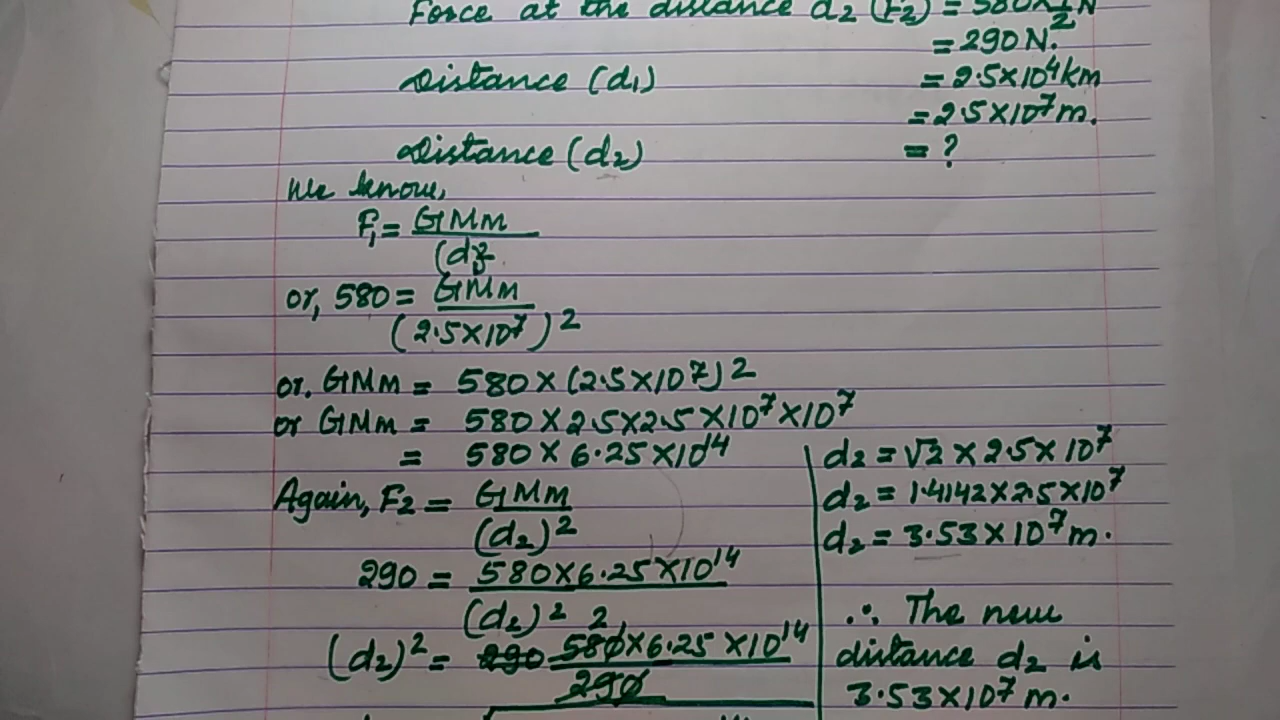 Force at the distance d₂ (F₂) = 580×1/2 N
= 290 N.
Distance (d₁) = 2.5×10⁴ km
= 2.5×10⁷ m.
Distance (d₂) = ?
We know,
F₁ = GMm/(d₁)²
or, 580 = GMm/(2.5×10⁷)²
or. GMm = 580×(2.5×10⁷)²
or GMm = 580×2.5×2.5×10⁷×10⁷
= 580×6.25×10¹⁴
Again, F₂ = GMm/(d₂)²
290 = 580×6.25×10¹⁴/(d₂)²
(d₂)² = 580×6.25×10¹⁴/290
2
d₂ = √2 × 2.5×10⁷
d₂ = 1.4142×2.5×10⁷
d₂ = 3.53×10⁷ m.
∴ The new
distance d₂ is
3.53×10⁷ m.